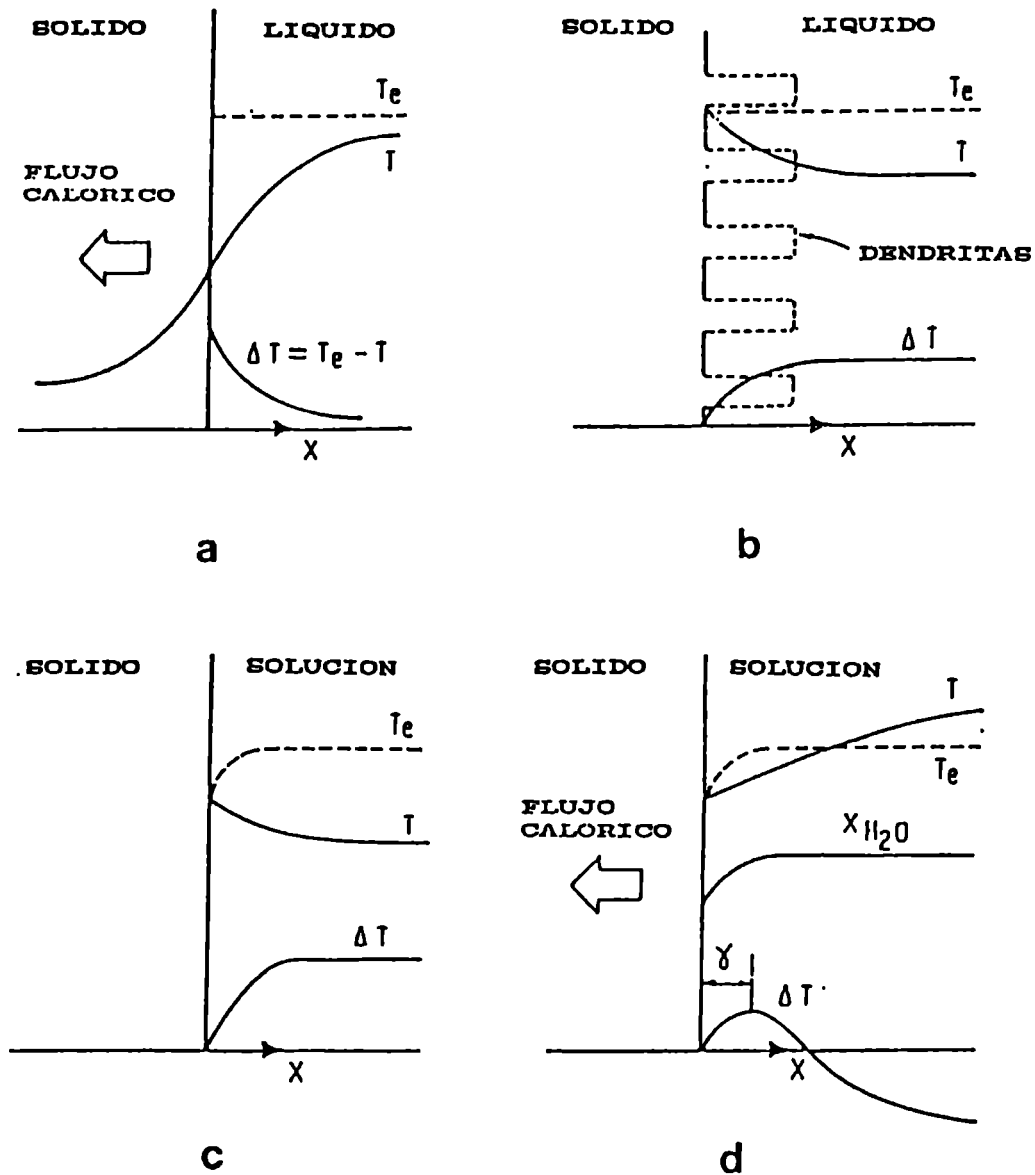 SOLIDO LIQUIDO
Te
T
FLUJO
CALORICO
ΔT = Te - T
X
a
SOLIDO LIQUIDO
Te
T
DENDRITAS
ΔT
X
b
SOLIDO SOLUCION
Te
T
ΔT
X
c
SOLIDO SOLUCION
T
Te
FLUJO
CALORICO
XH2O
γ
ΔT
X
d